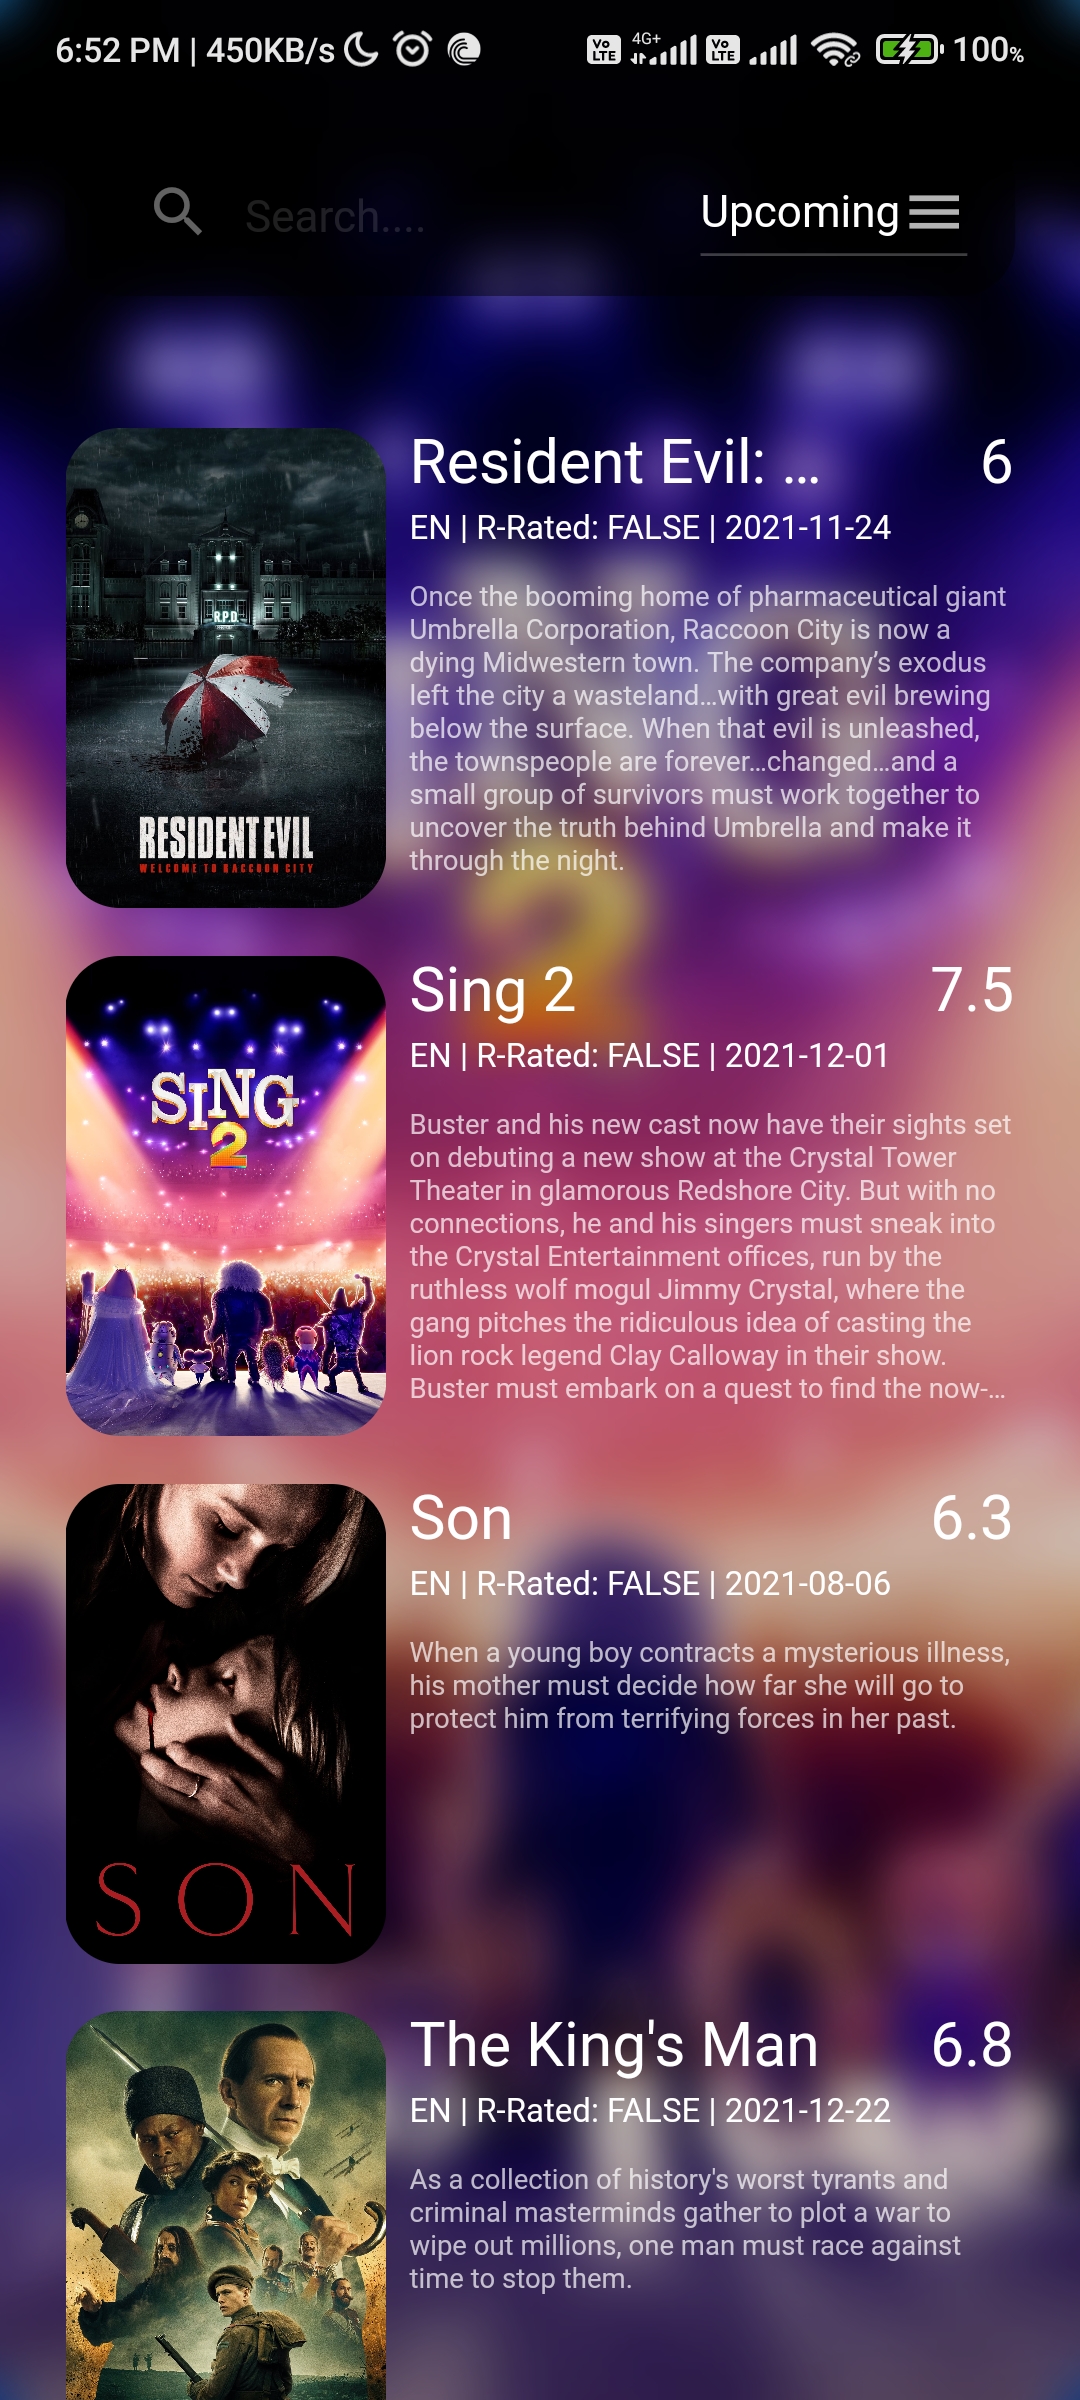 6:52 PM | 450KB/s
Vo LTE 4G+ Vo LTE 100%
Search....
Upcoming
Resident Evil: ... 6
EN | R-Rated: FALSE | 2021-11-24
Once the booming home of pharmaceutical giant
Umbrella Corporation, Raccoon City is now a
dying Midwestern town. The company’s exodus
left the city a wasteland…with great evil brewing
below the surface. When that evil is unleashed,
the townspeople are forever…changed…and a
small group of survivors must work together to
uncover the truth behind Umbrella and make it
through the night.
R.P.D.
RESIDENT EVIL
WELCOME TO RACCOON CITY
Sing 2 7.5
EN | R-Rated: FALSE | 2021-12-01
Buster and his new cast now have their sights set
on debuting a new show at the Crystal Tower
Theater in glamorous Redshore City. But with no
connections, he and his singers must sneak into
the Crystal Entertainment offices, run by the
ruthless wolf mogul Jimmy Crystal, where the
gang pitches the ridiculous idea of casting the
lion rock legend Clay Calloway in their show.
Buster must embark on a quest to find the now-...
SING
2
Son 6.3
EN | R-Rated: FALSE | 2021-08-06
When a young boy contracts a mysterious illness,
his mother must decide how far she will go to
protect him from terrifying forces in her past.
SON
The King's Man 6.8
EN | R-Rated: FALSE | 2021-12-22
As a collection of history's worst tyrants and
criminal masterminds gather to plot a war to
wipe out millions, one man must race against
time to stop them.